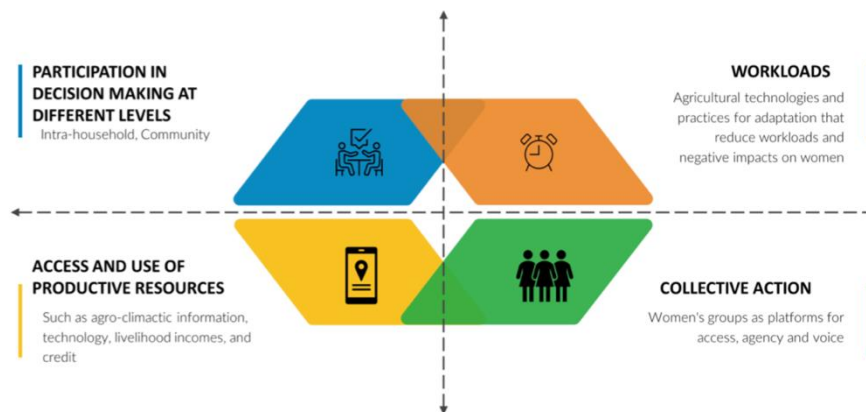 PARTICIPATION IN
DECISION MAKING AT
DIFFERENT LEVELS
Intra-household, Community
WORKLOADS
Agricultural technologies and
practices for adaptation that
reduce workloads and
negative impacts on women
ACCESS AND USE OF
PRODUCTIVE RESOURCES
Such as agro-climactic information,
technology, livelihood incomes, and
credit
COLLECTIVE ACTION
Women's groups as platforms for
access, agency and voice